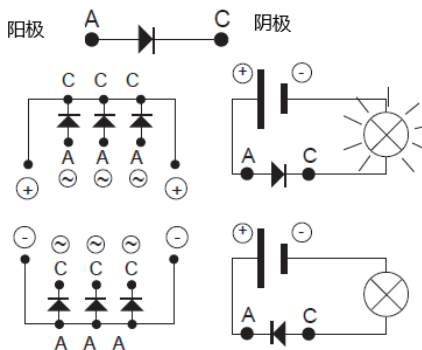 阳极 A C 阴极
C C C
A A A
~ ~ ~
+ +
+ -
A C
- ~ ~ ~ -
C C C
A A A
+ -
A C